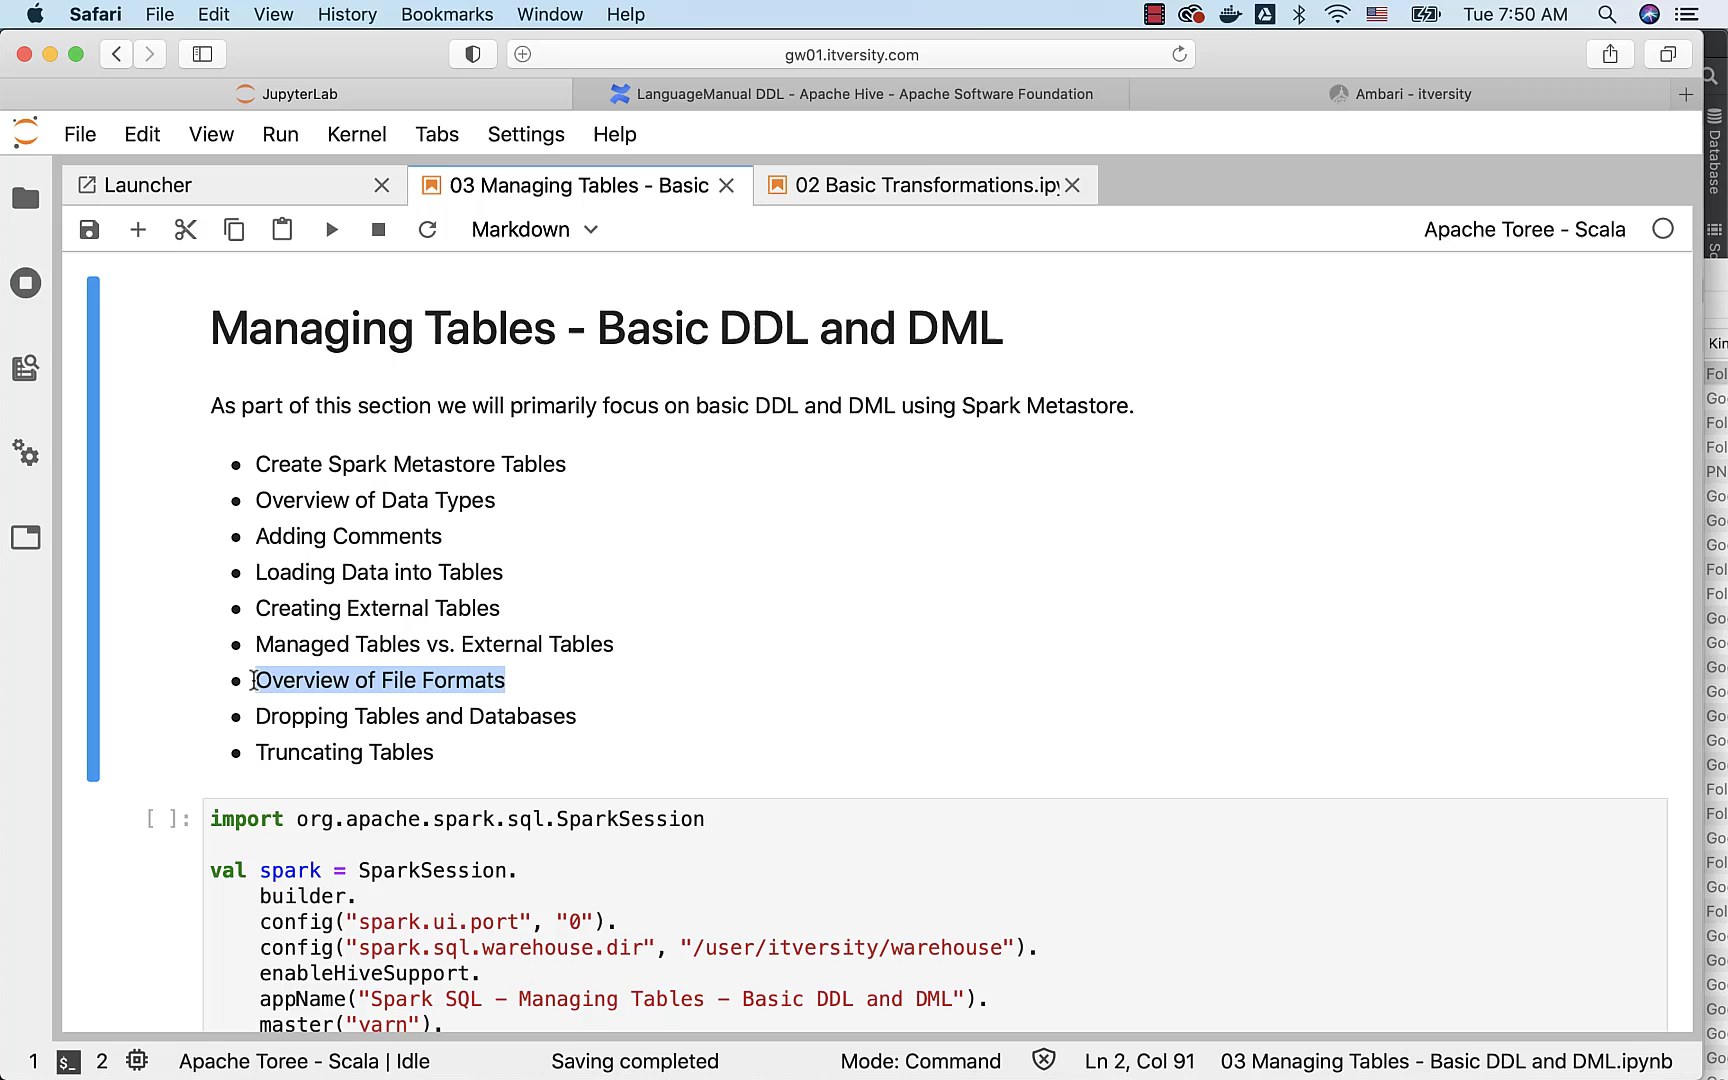 Safari File Edit View History Bookmarks Window Help Tue 7:50 AM
gw01.itversity.com
JupyterLab LanguageManual DDL - Apache Hive - Apache Software Foundation Ambari - itversity
File Edit View Run Kernel Tabs Settings Help
Launcher 03 Managing Tables - Basic 02 Basic Transformations.ipy
Markdown Apache Toree - Scala
Database
Managing Tables - Basic DDL and DML
As part of this section we will primarily focus on basic DDL and DML using Spark Metastore.
Create Spark Metastore Tables
Overview of Data Types
Adding Comments
Loading Data into Tables
Creating External Tables
Managed Tables vs. External Tables
Overview of File Formats
Dropping Tables and Databases
Truncating Tables
[ ]: import org.apache.spark.sql.SparkSession
val spark = SparkSession.
builder.
config("spark.ui.port", "0").
config("spark.sql.warehouse.dir", "/user/itversity/warehouse").
enableHiveSupport.
appName("Spark SQL - Managing Tables - Basic DDL and DML").
master("yarn").
1 $_ 2 Apache Toree - Scala | Idle Saving completed Mode: Command Ln 2, Col 91 03 Managing Tables - Basic DDL and DML.ipynb